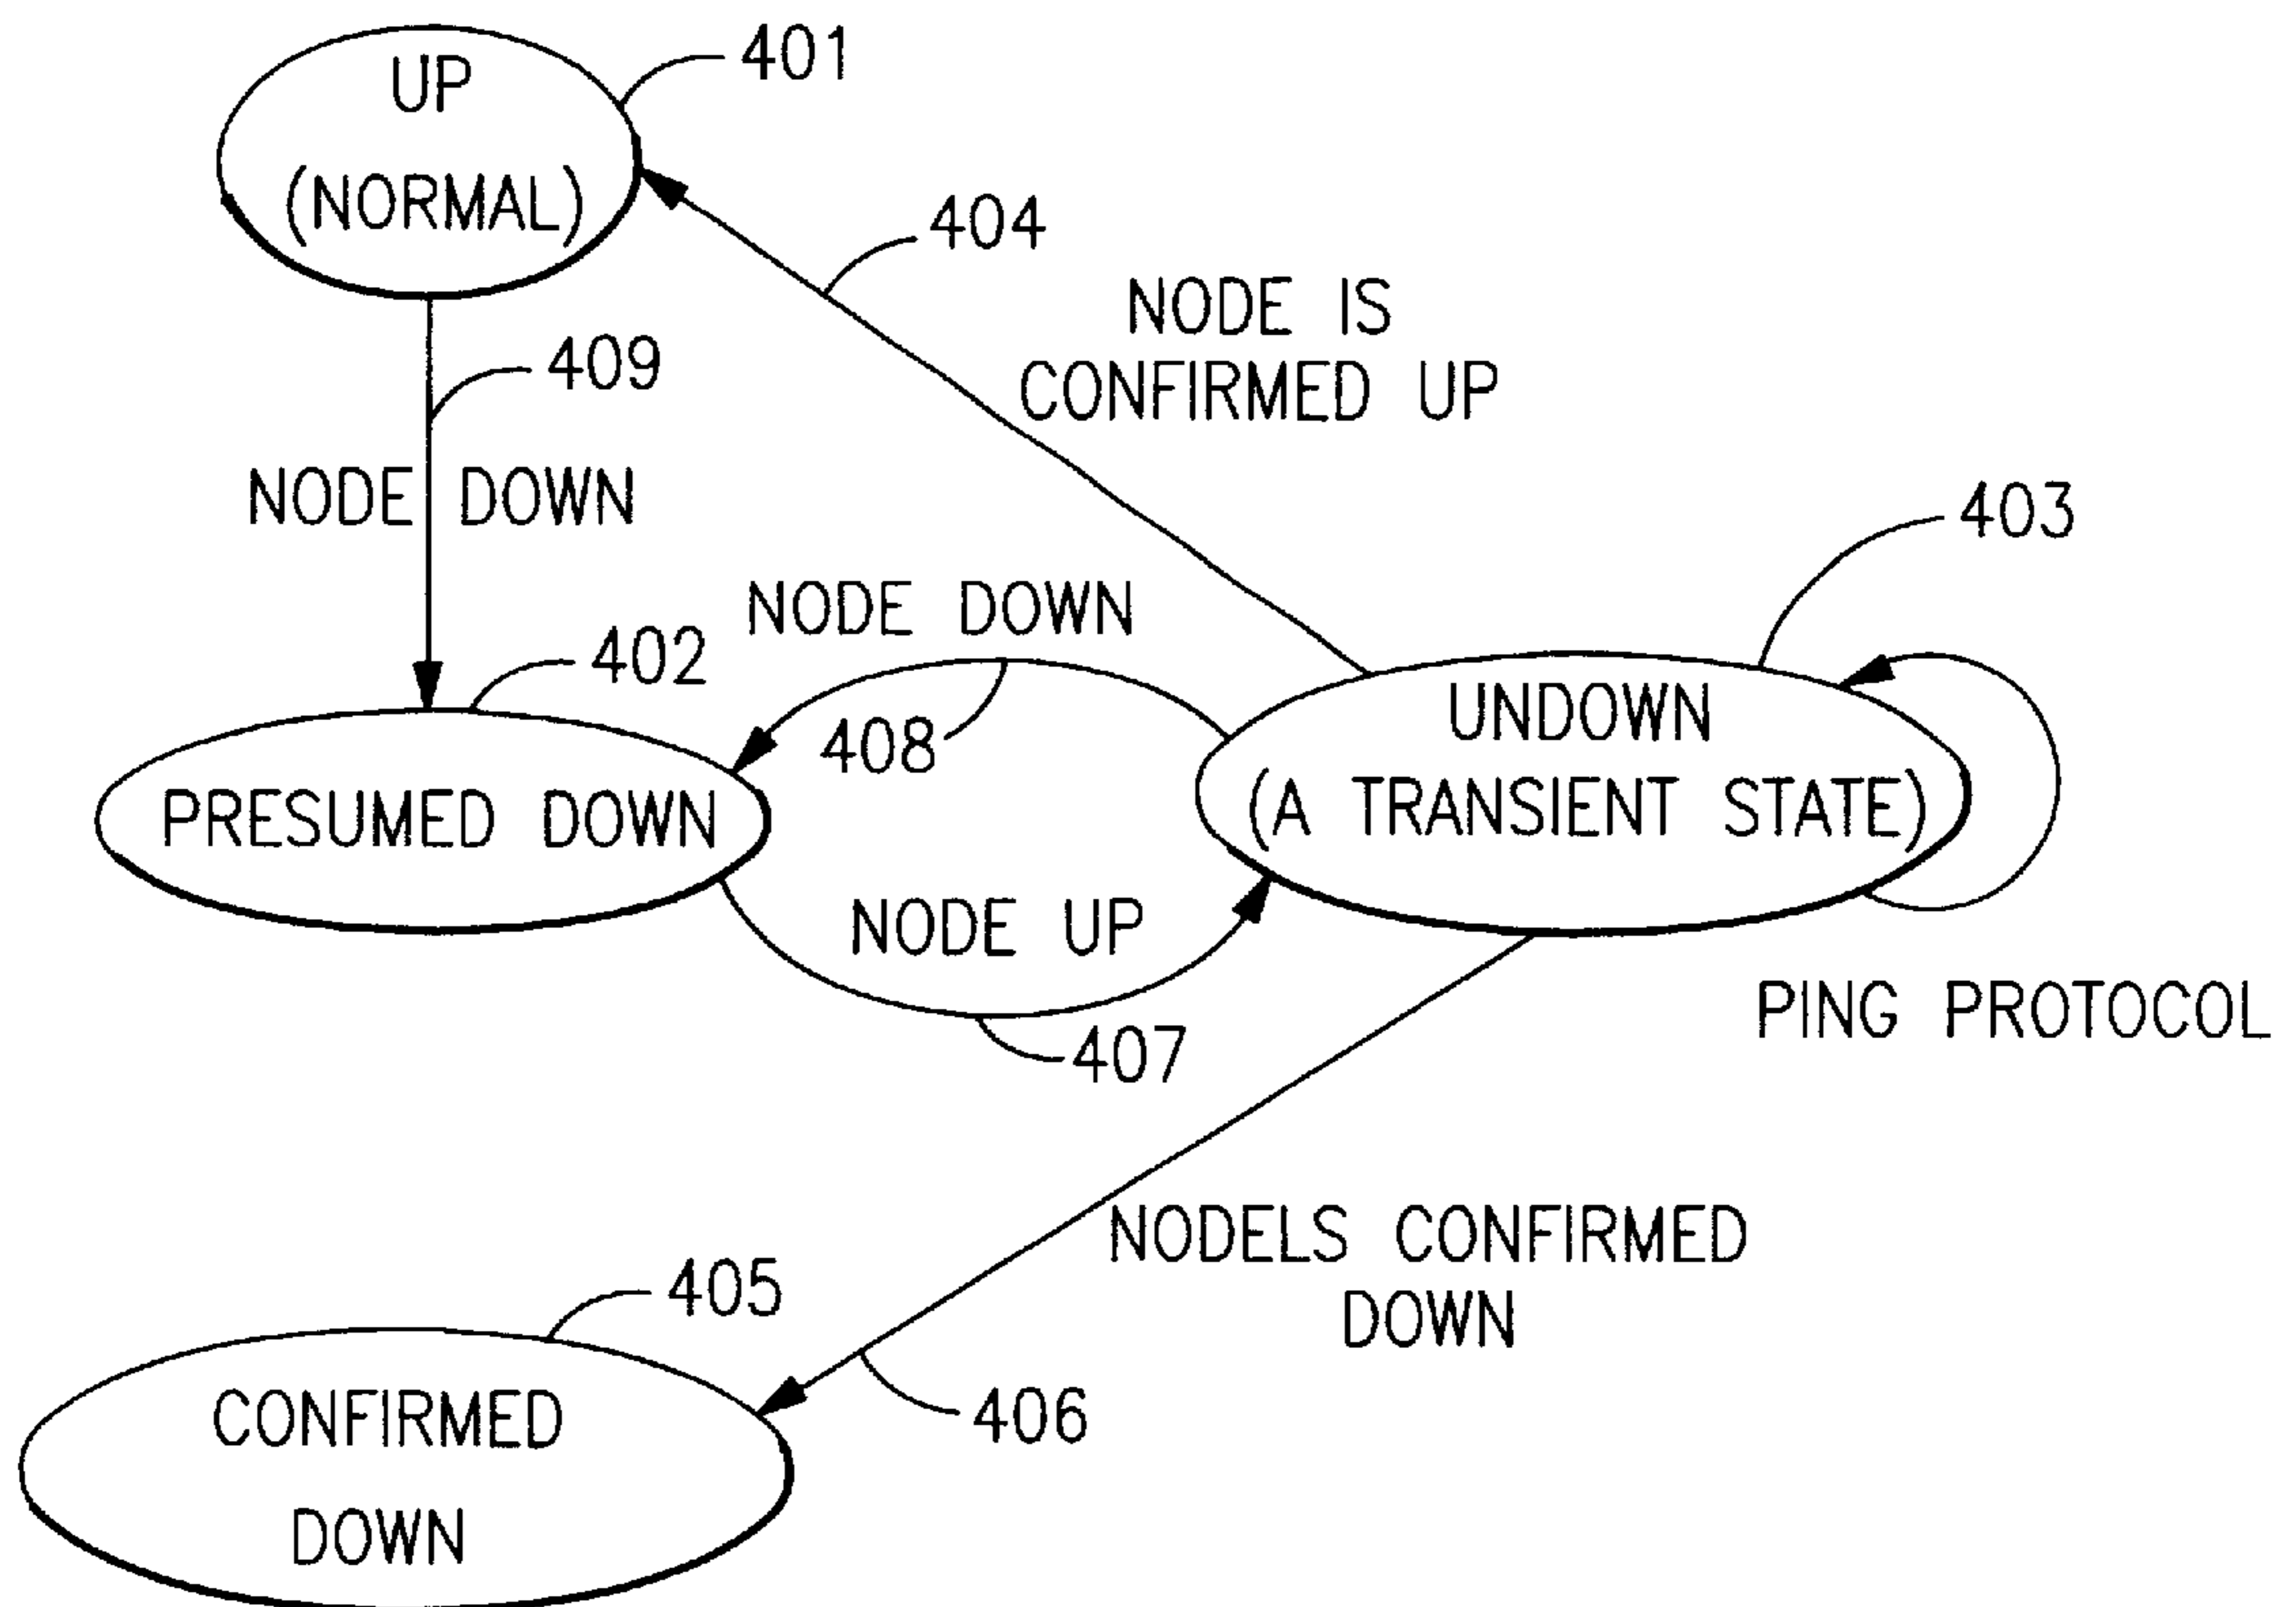 UP
(NORMAL)
401
404
NODE IS
CONFIRMED UP
409
NODE DOWN
403
NODE DOWN
402
408
UNDOWN
(A TRANSIENT STATE)
PRESUMED DOWN
NODE UP
PING PROTOCOL
407
NODELS CONFIRMED
DOWN
405
406
CONFIRMED
DOWN